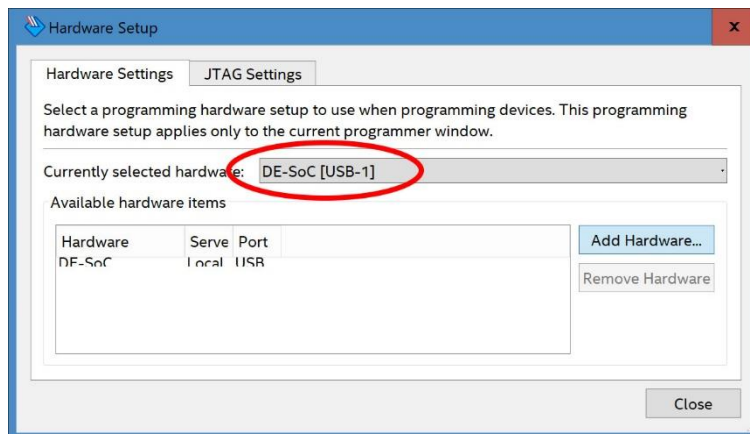 Hardware Setup
x
Hardware Settings JTAG Settings
Select a programming hardware setup to use when programming devices. This programming
hardware setup applies only to the current programmer window.
Currently selected hardware: DE-SoC [USB-1]
Available hardware items
Hardware Serve Port
DE-SoC Local USB
Add Hardware...
Remove Hardware
Close